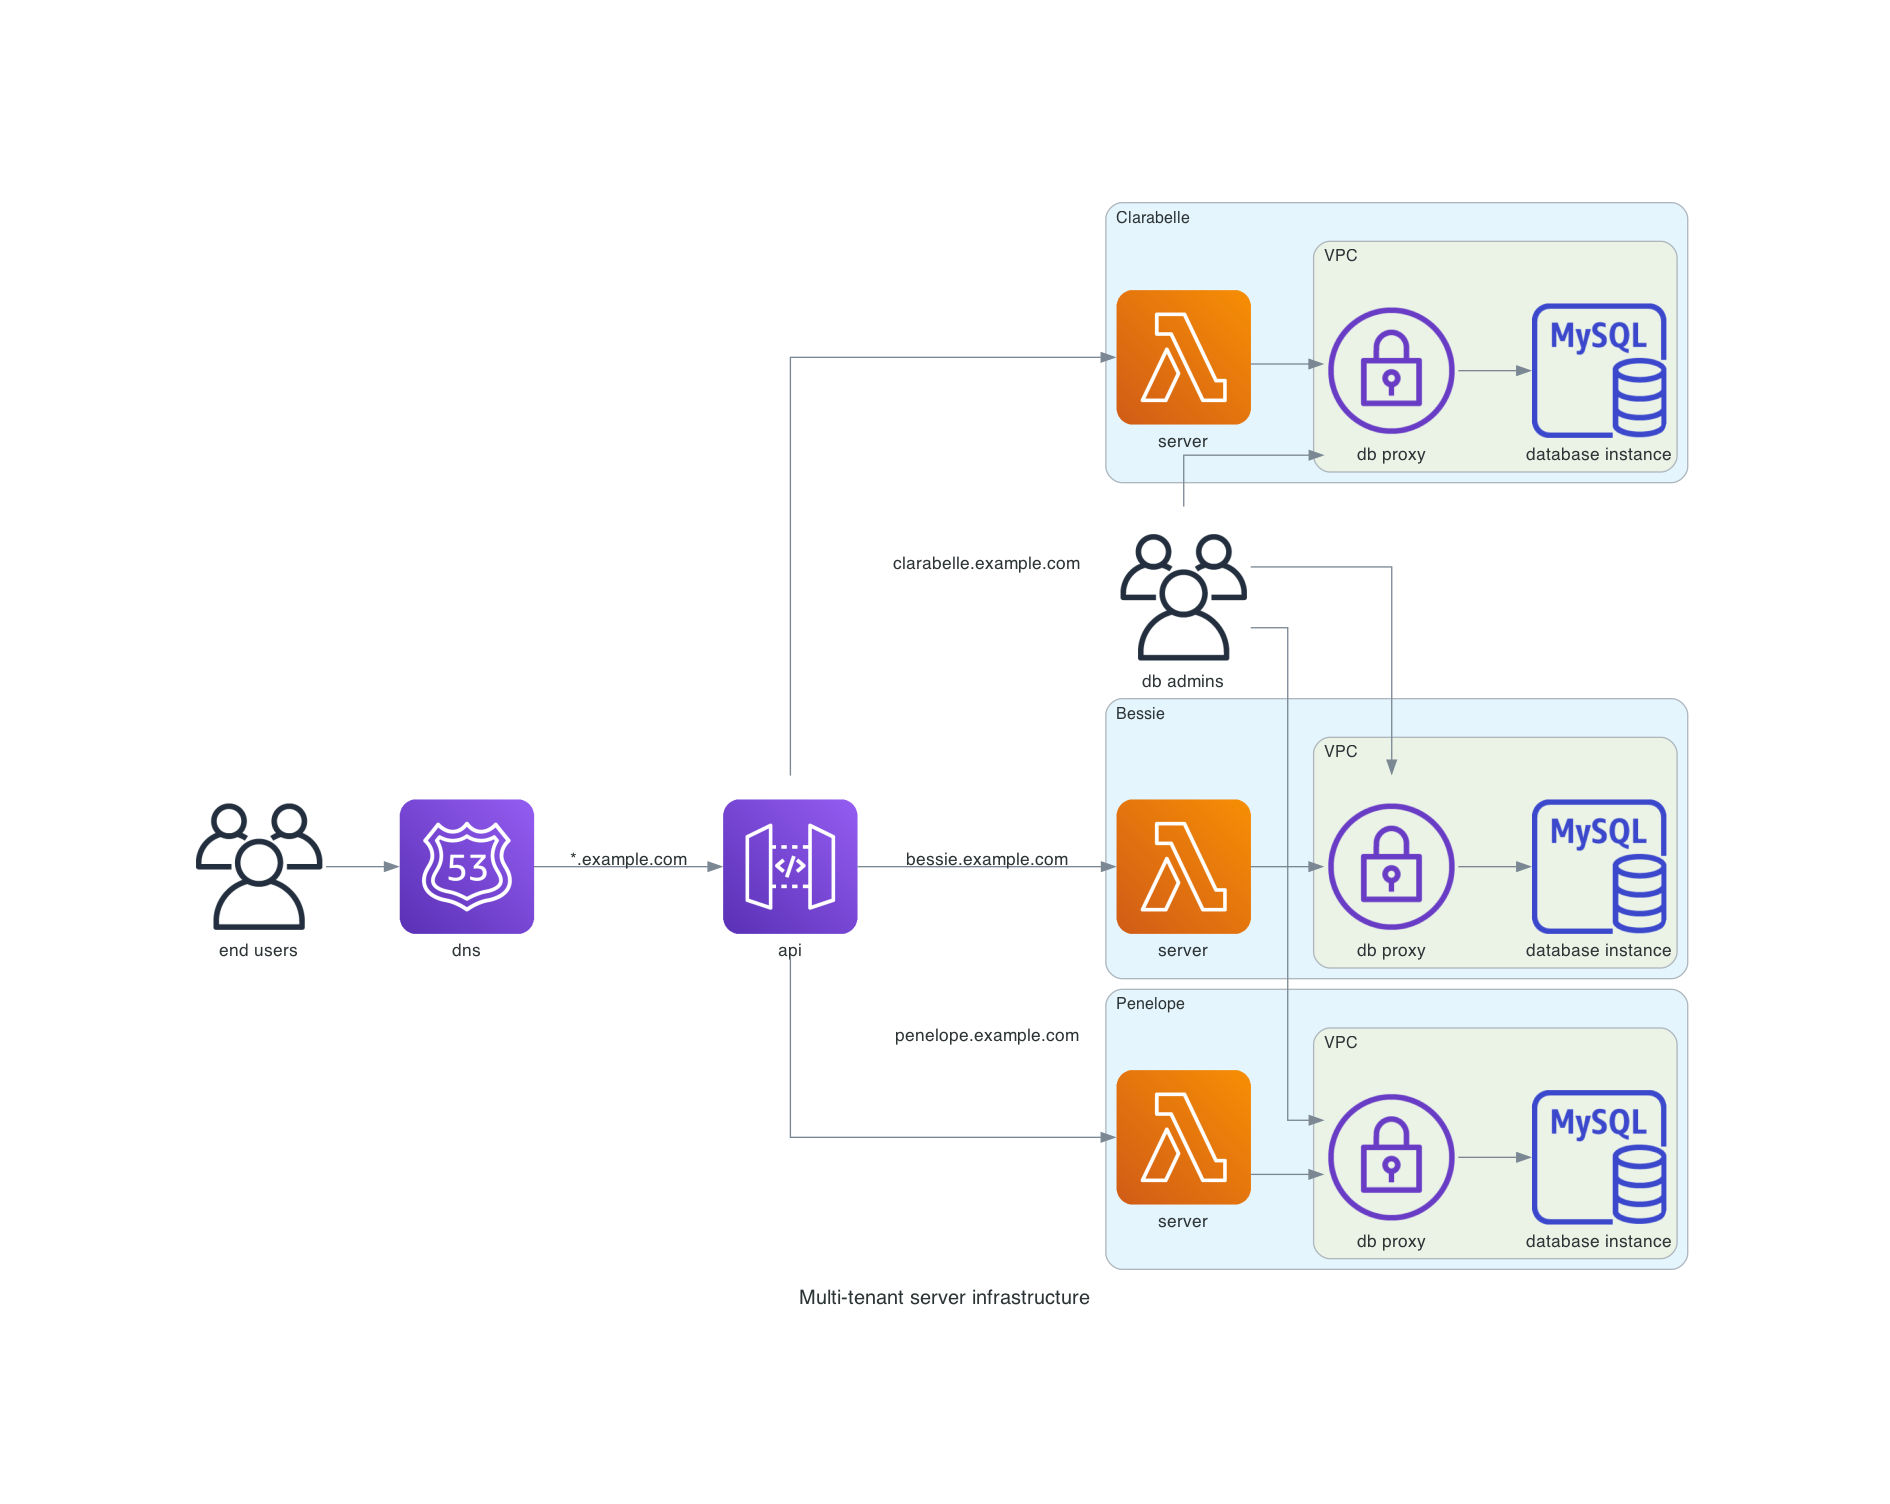 Clarabelle
VPC
MySQL
server
db proxy
database instance
clarabelle.example.com
db admins
Bessie
VPC
MySQL
53
*.example.com
bessie.example.com
end users
dns
api
server
db proxy
database instance
Penelope
penelope.example.com
VPC
MySQL
server
db proxy
database instance
Multi-tenant server infrastructure